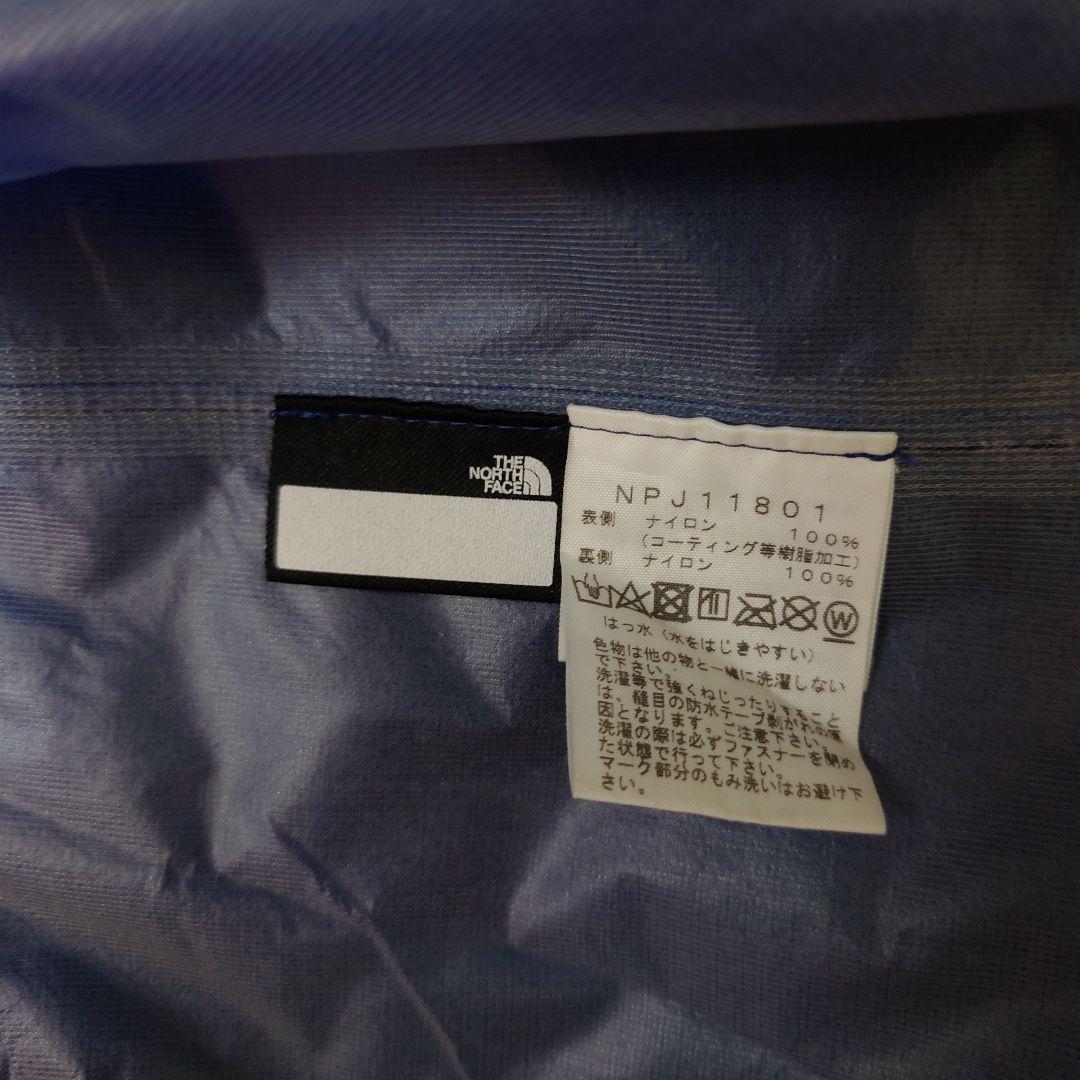 THE
NORTH
FACE
NPJ11801
表側 ナイロン 100%
(コーティング等樹脂加工)
裏側 ナイロン 100%
W
はっ水(水をはじきやすい)
色物は他の物と一緒に洗濯しない
で下さい。
洗濯等で強くねじったりすること
は、縫目の防水テープ剥がれの原
因となります。ご注意下さい。
洗濯の際は必ずファスナーを閉め
た状態で行って下さい。
マーク部分のもみ洗いはお避け下
さい。